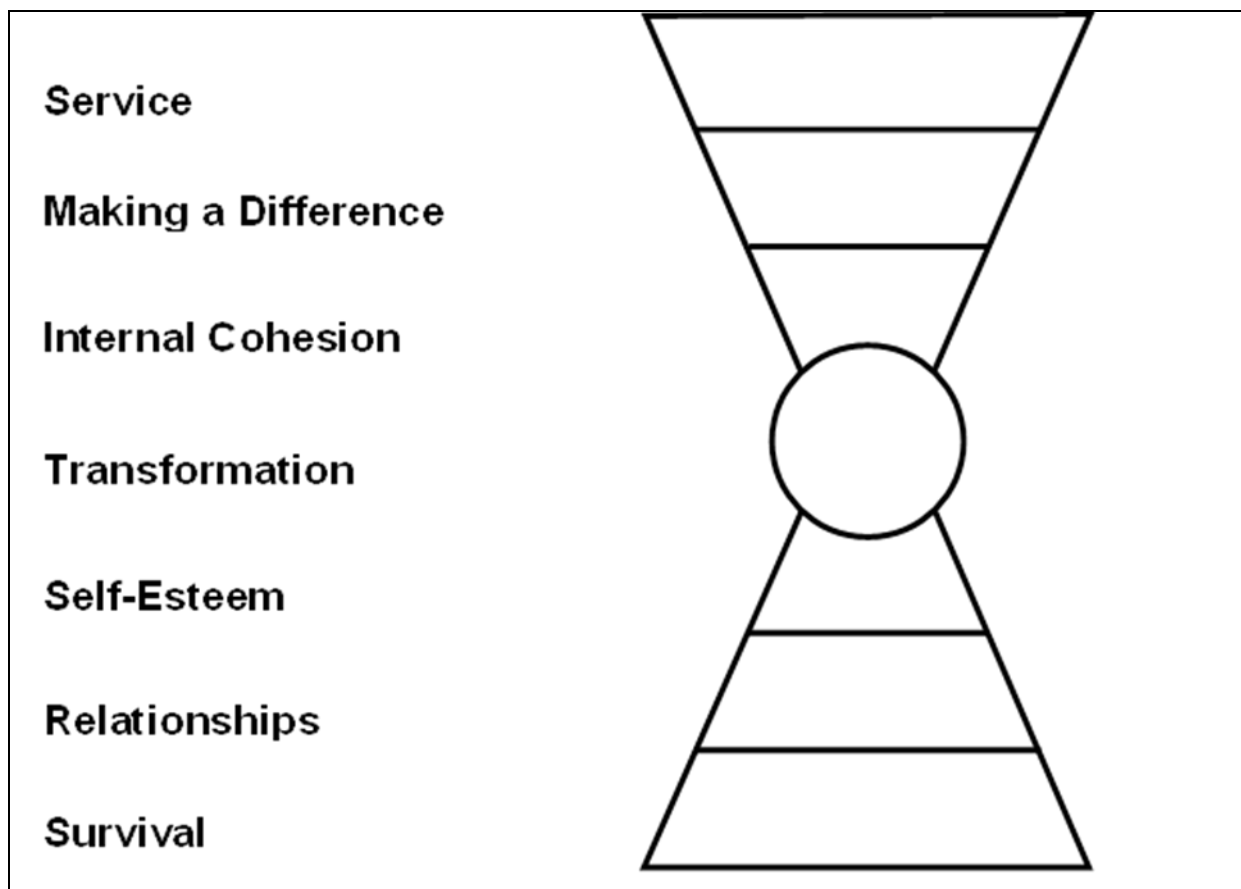 Service
Making a Difference
Internal Cohesion
Transformation
Self-Esteem
Relationships
Survival